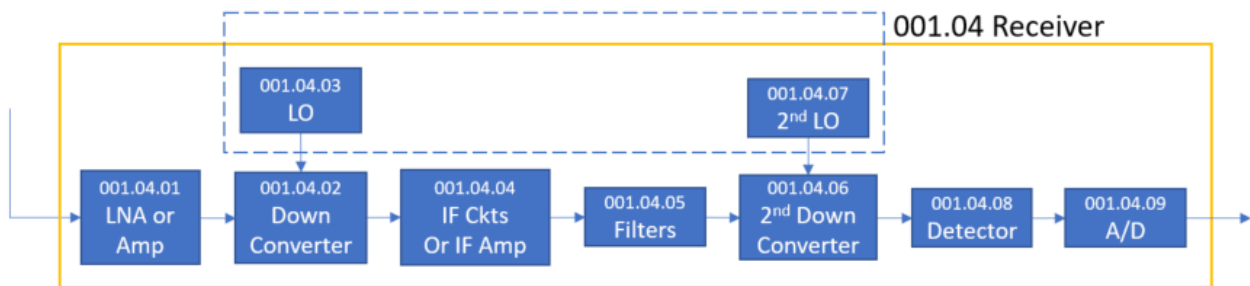 001.04 Receiver
001.04.03
LO
001.04.07
2nd LO
001.04.01
LNA or
Amp
001.04.02
Down
Converter
001.04.04
IF Ckts
Or IF Amp
001.04.05
Filters
001.04.06
2nd Down
Converter
001.04.08
Detector
001.04.09
A/D